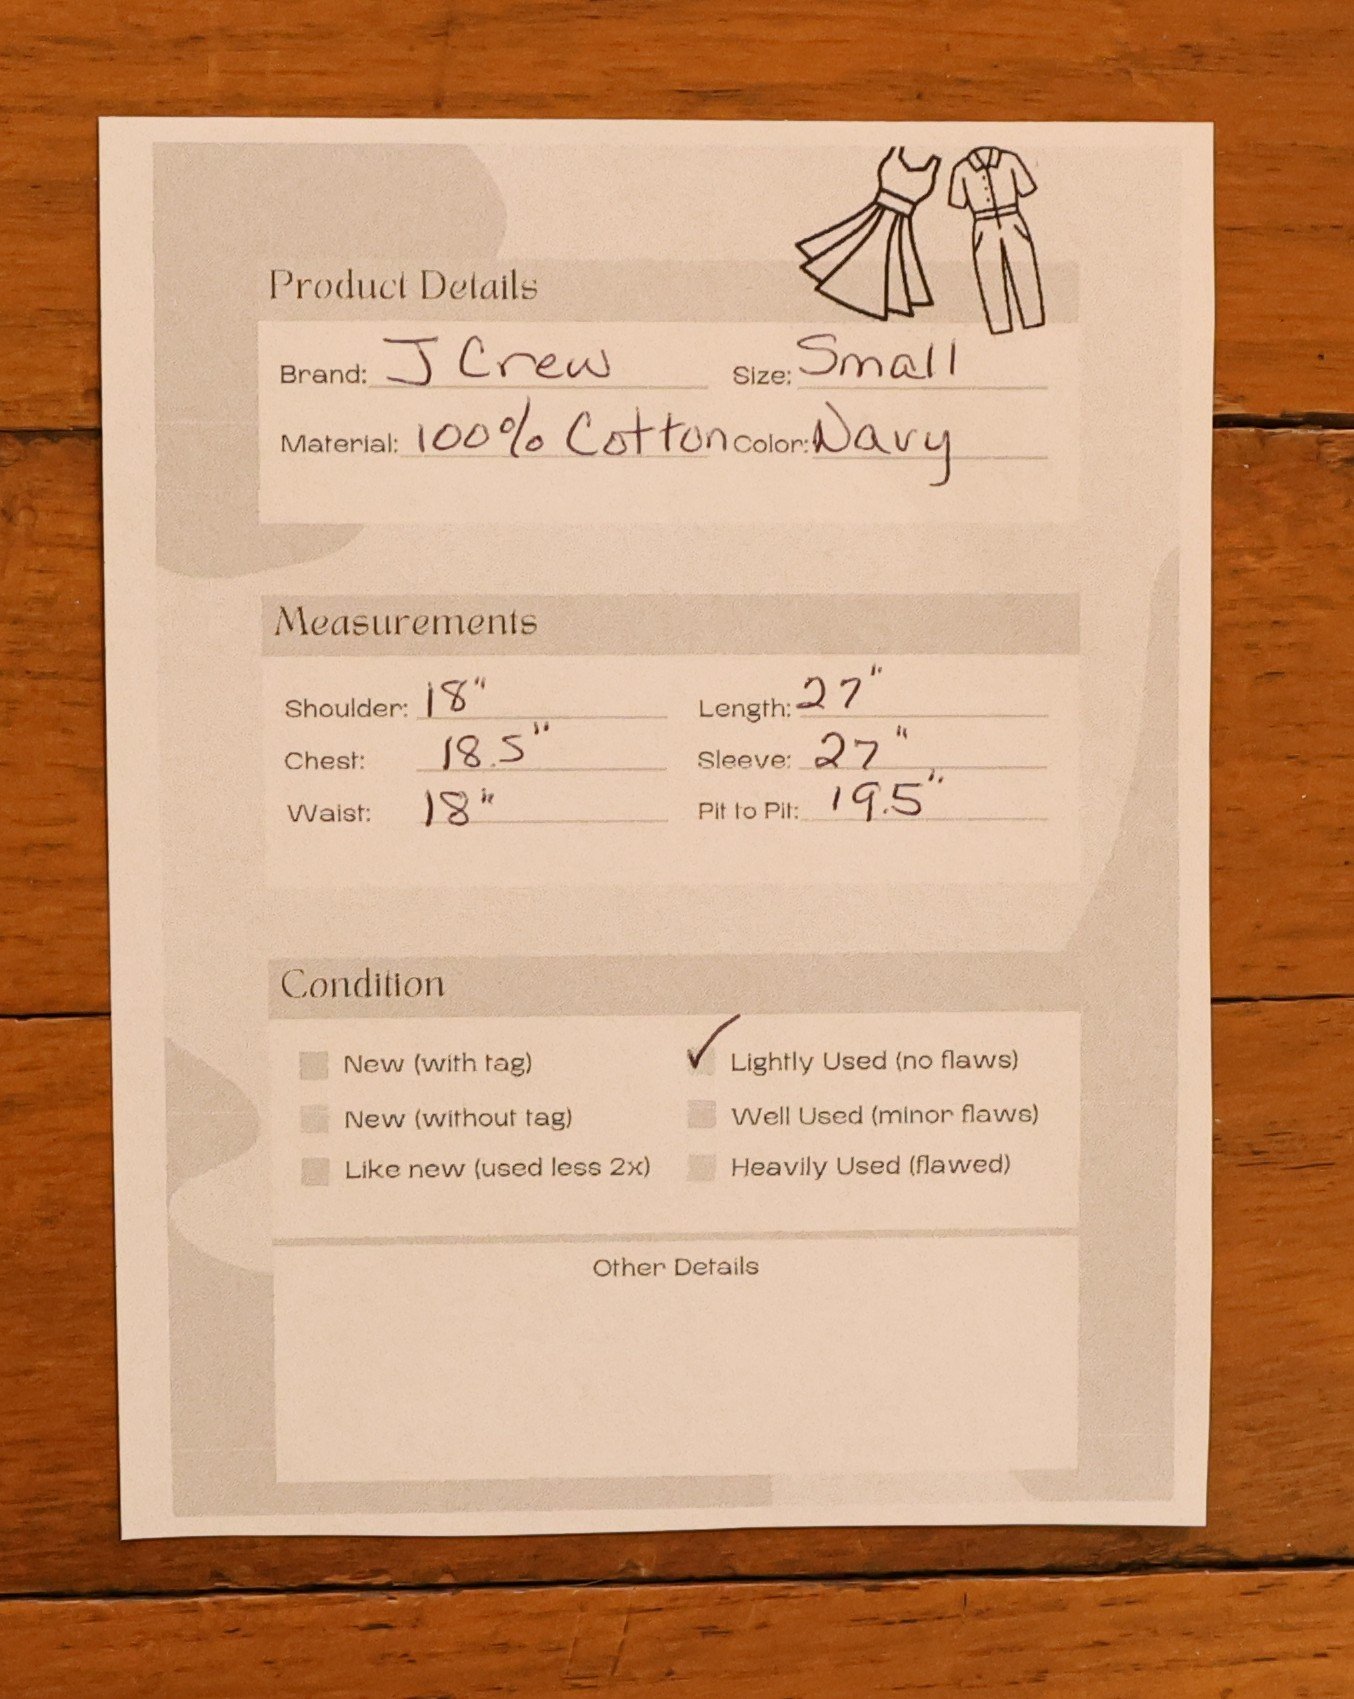 Product Details
Brand: J Crew Size: Small
Material: 100% Cotton Color: Navy
Measurements
Shoulder: 18" Length: 27"
Chest: 18.5" Sleeve: 27"
Waist: 18" Pit to Pit: 19.5"
Condition
New (with tag) Lightly Used (no flaws)
New (without tag) Well Used (minor flaws)
Like new (used less 2x) Heavily Used (flawed)
Other Details